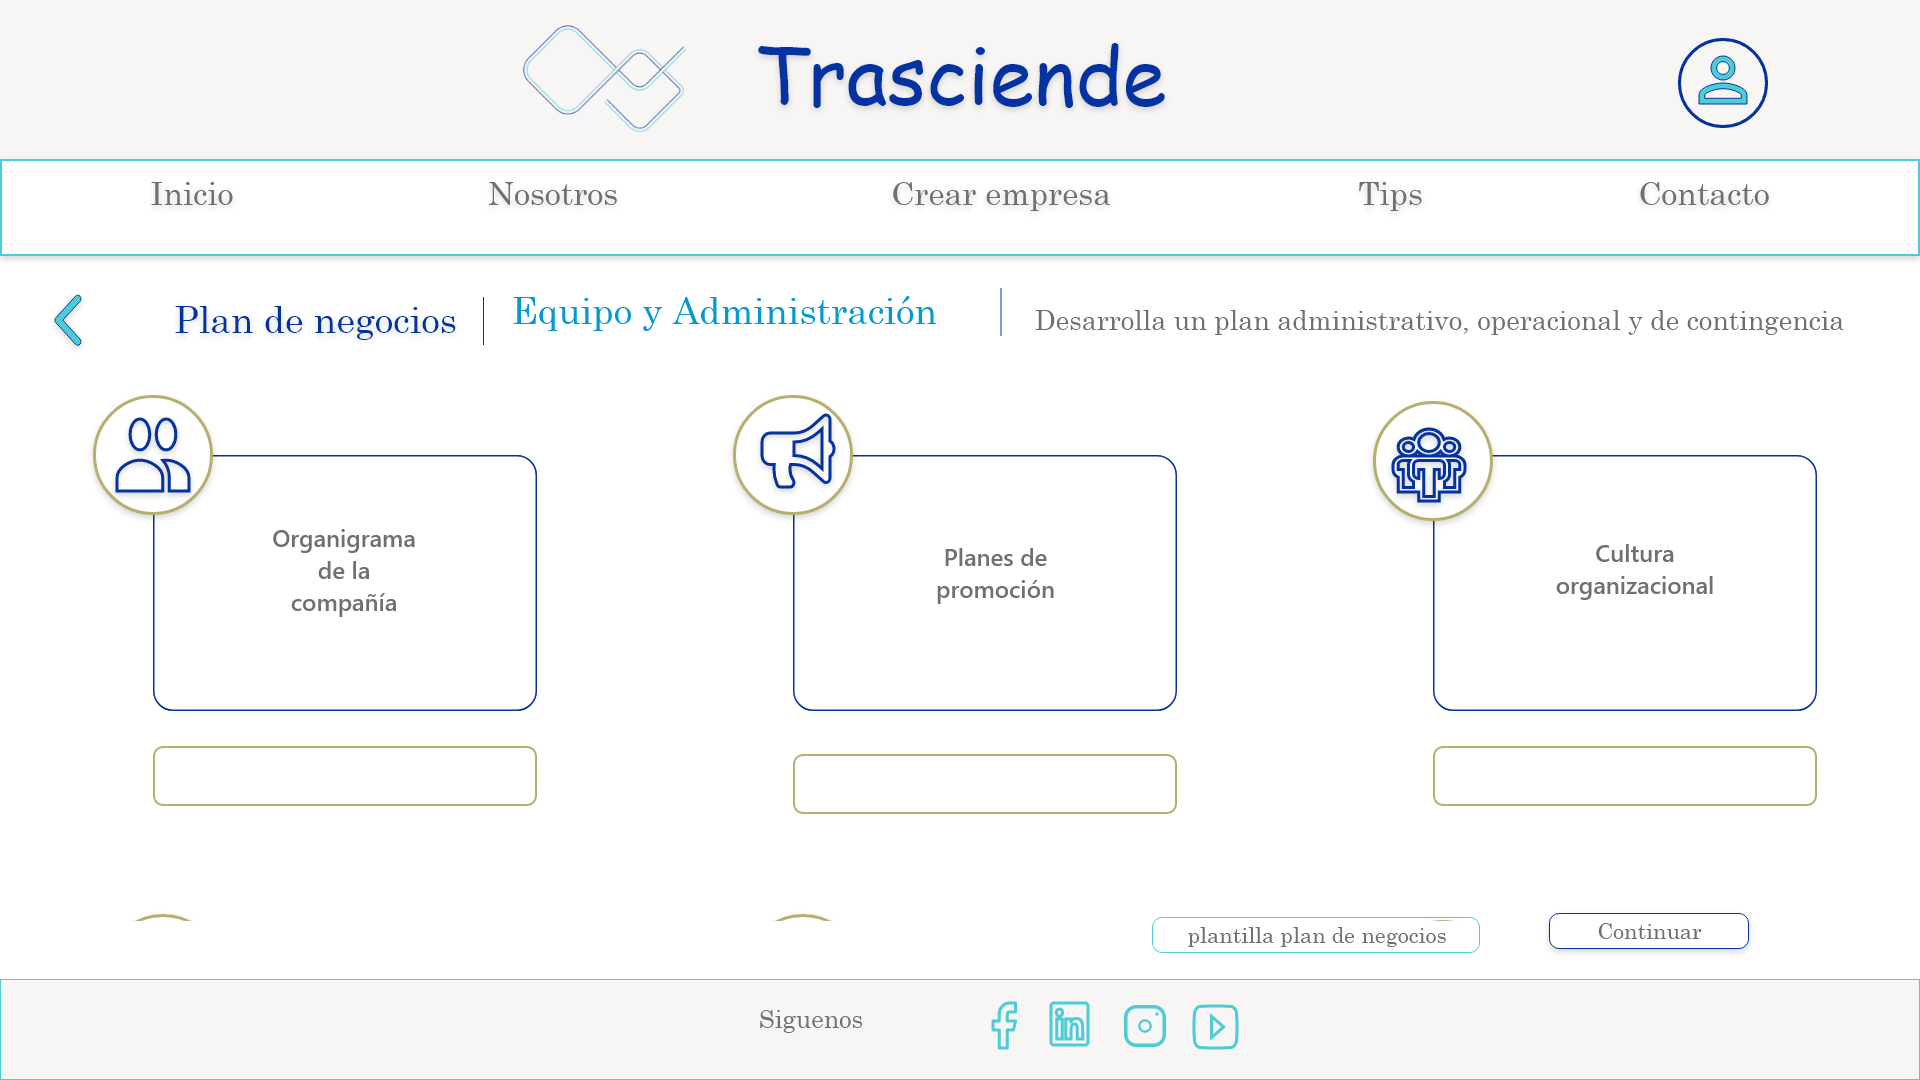 Trasciende
Inicio
Nosotros
Crear empresa
Tips
Contacto
Plan de negocios
Equipo y Administración
Desarrolla un plan administrativo, operacional y de contingencia
Organigrama
de la
compañía
Planes de
promoción
Cultura
organizacional
plantilla plan de negocios
Continuar
Siguenos